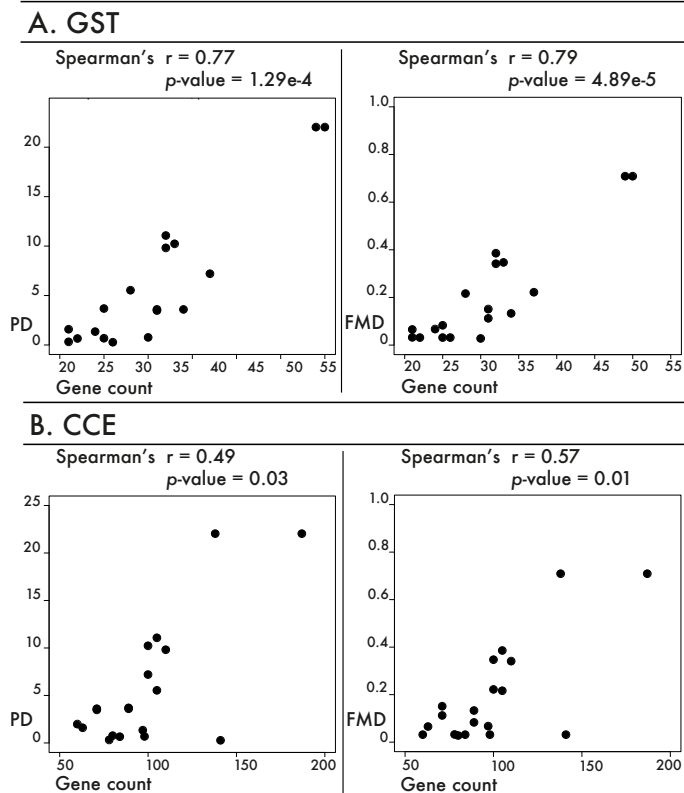 A. GST
Spearman's r = 0.77
p-value = 1.29e-4
20
15
10
5
0
PD
20 25 30 35 45 50 55
Gene count
Spearman's r = 0.79
p-value = 4.89e-5
1.0
0.8
0.6
0.4
0.2
0
FMD
20 25 30 35 40 45 50 55
Gene count
B. CCE
Spearman's r = 0.49
p-value = 0.03
25
20
15
10
5
0
PD
50 100 150 200
Gene count
Spearman's r = 0.57
p-value = 0.01
1.0
0.8
0.6
0.4
0.2
0.0
FMD
50 100 150 200
Gene count